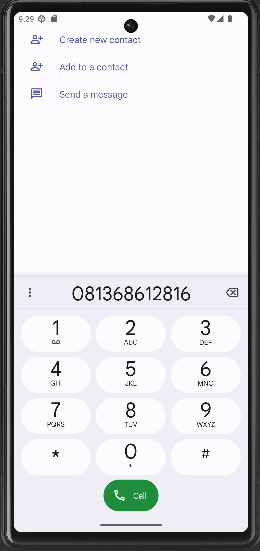 9:29
Create new contact
Add to a contact
Send a message
081368612816
1 2 3
ABC DEF
4 5 6
GHI JKL MNO
7 8 9
PQRS TUV WXYZ
* 0 #
+
Call